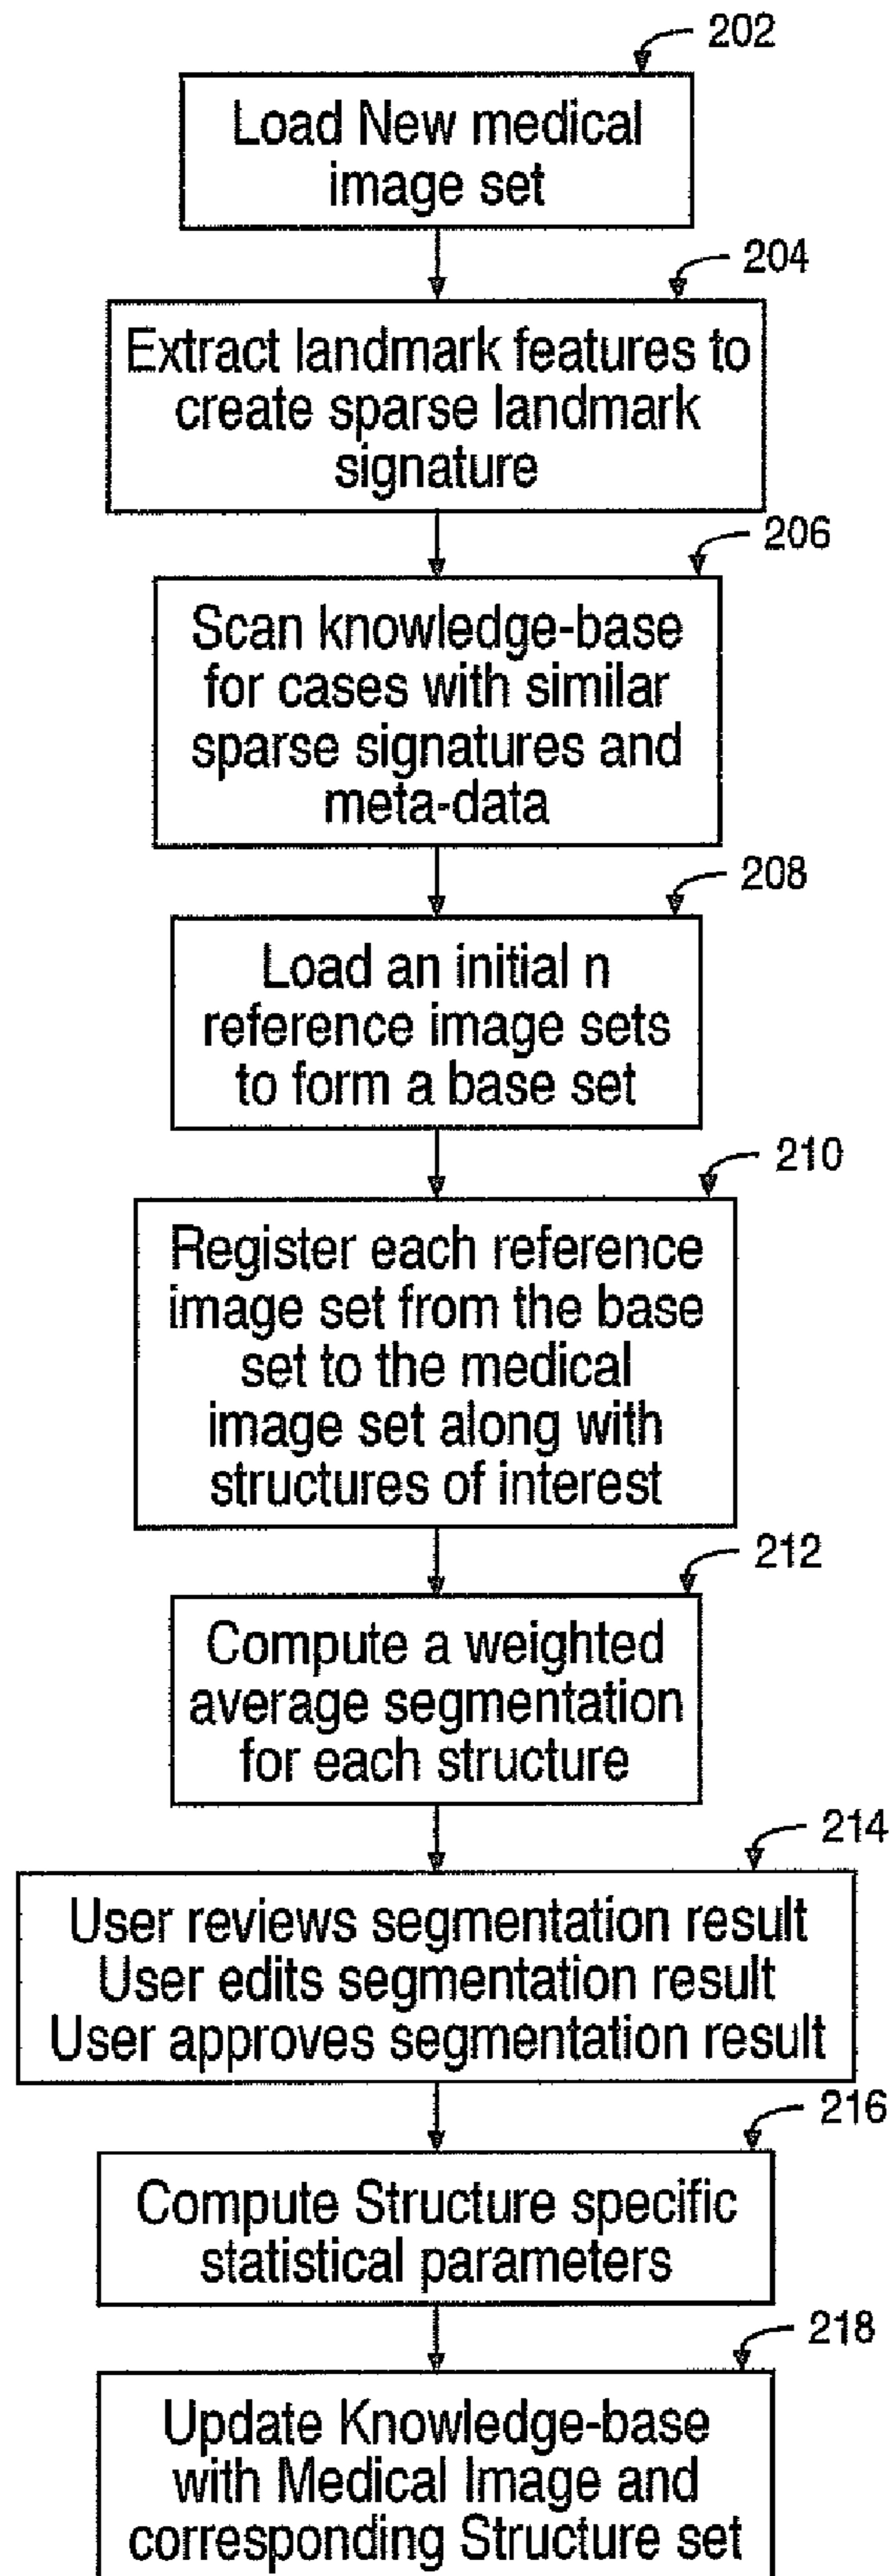 202
Load New medical
image set
204
Extract landmark features to
create sparse landmark
signature
206
Scan knowledge-base
for cases with similar
sparse signatures and
meta-data
208
Load an initial n
reference image sets
to form a base set
210
Register each reference
image set from the base
set to the medical
image set along with
structures of interest
212
Compute a weighted
average segmentation
for each structure
214
User reviews segmentation result
User edits segmentation result
User approves segmentation result
216
Compute Structure specific
statistical parameters
218
Update Knowledge-base
with Medical Image and
corresponding Structure set